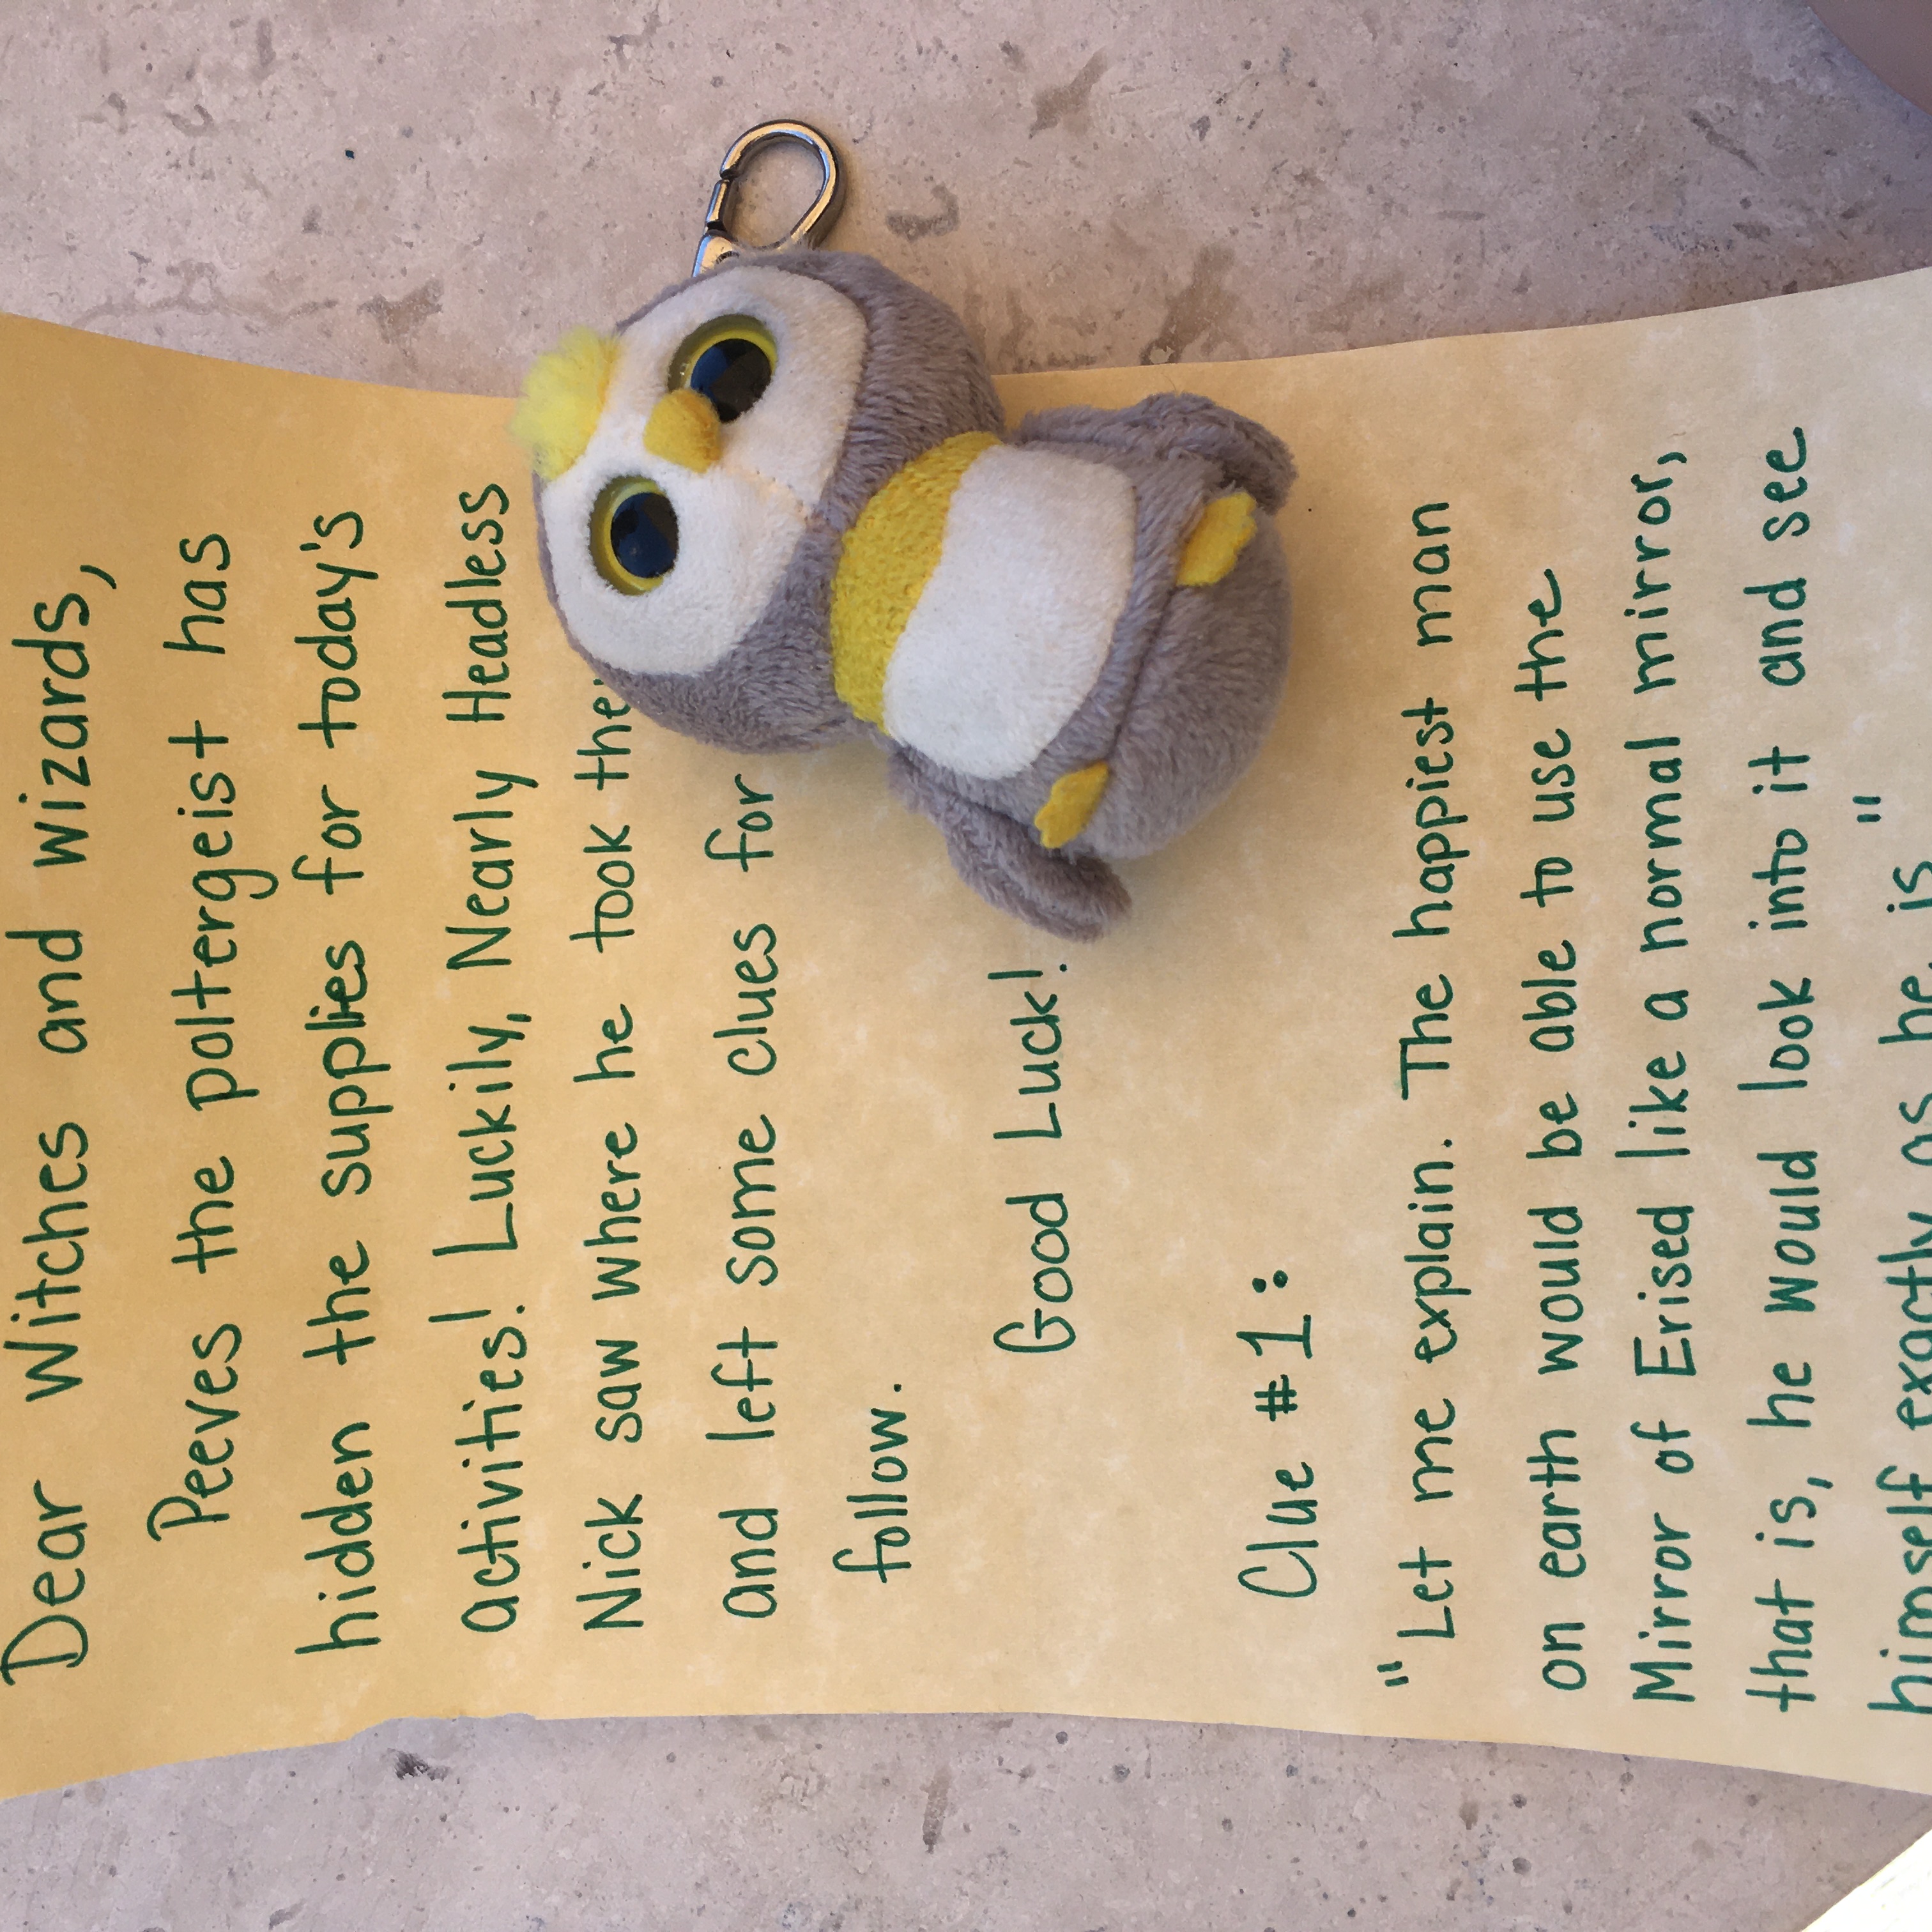 Dear Witches and wizards,
Peeves the poltergeist has
hidden the supplies for today's
activities! Luckily, Nearly Headless
Nick saw where he took
and left some clues for
follow.
Good Luck!
Clue #1:
"Let me explain. The happiest man
on earth would be able to use the
Mirror of Erised like a normal mirror,
that is, he would look into it and see
himself exactly as he is"